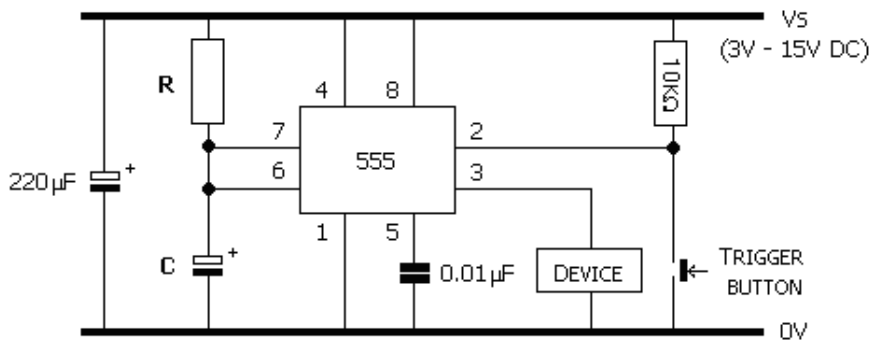 Vs
(3V - 15V DC)
R
4
8
10KΩ
7
2
555
6
3
220µF
+
1
5
+
C
0.01µF
DEVICE
TRIGGER
BUTTON
0V